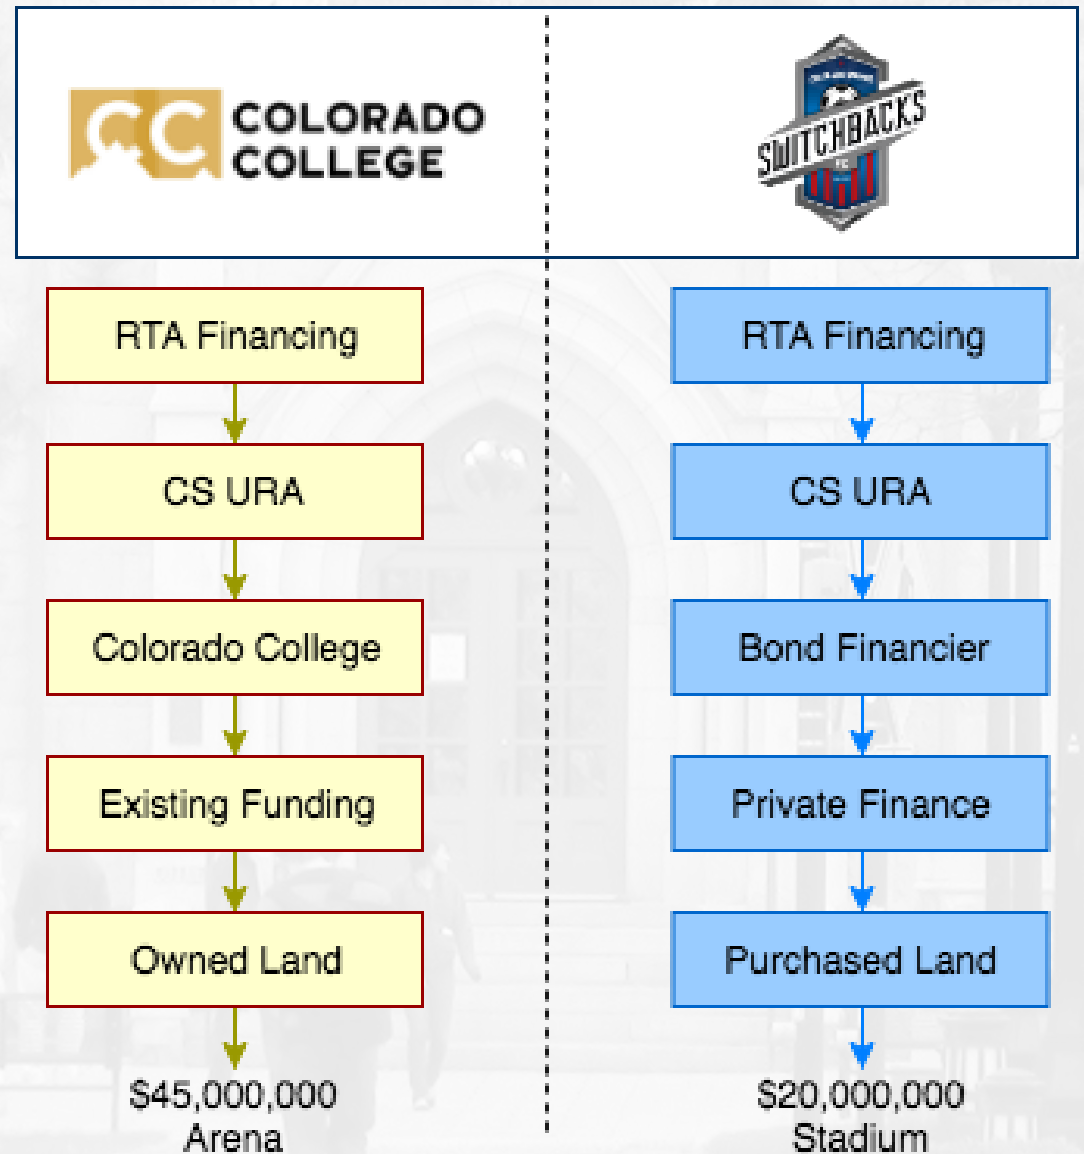 CC COLORADO
COLLEGE
SWITCHBACKS
FC
RTA Financing
CS URA
Colorado College
Existing Funding
Owned Land
$45,000,000
Arena
RTA Financing
CS URA
Bond Financier
Private Finance
Purchased Land
$20,000,000
Stadium